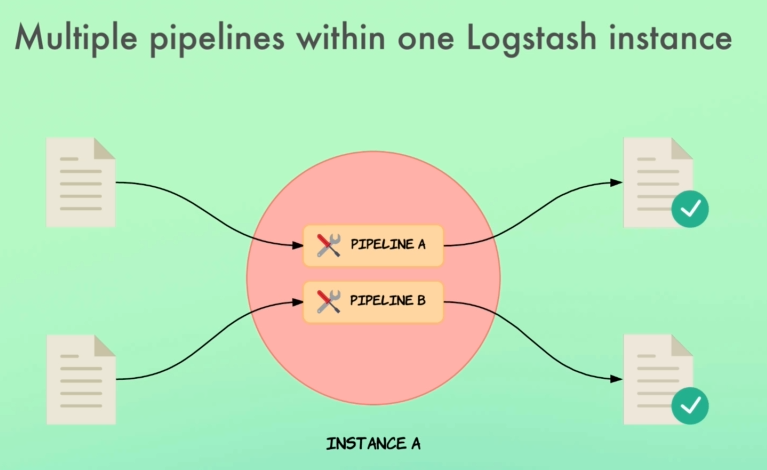 Multiple pipelines within one Logstash instance
PIPELINE A
PIPELINE B
INSTANCE A